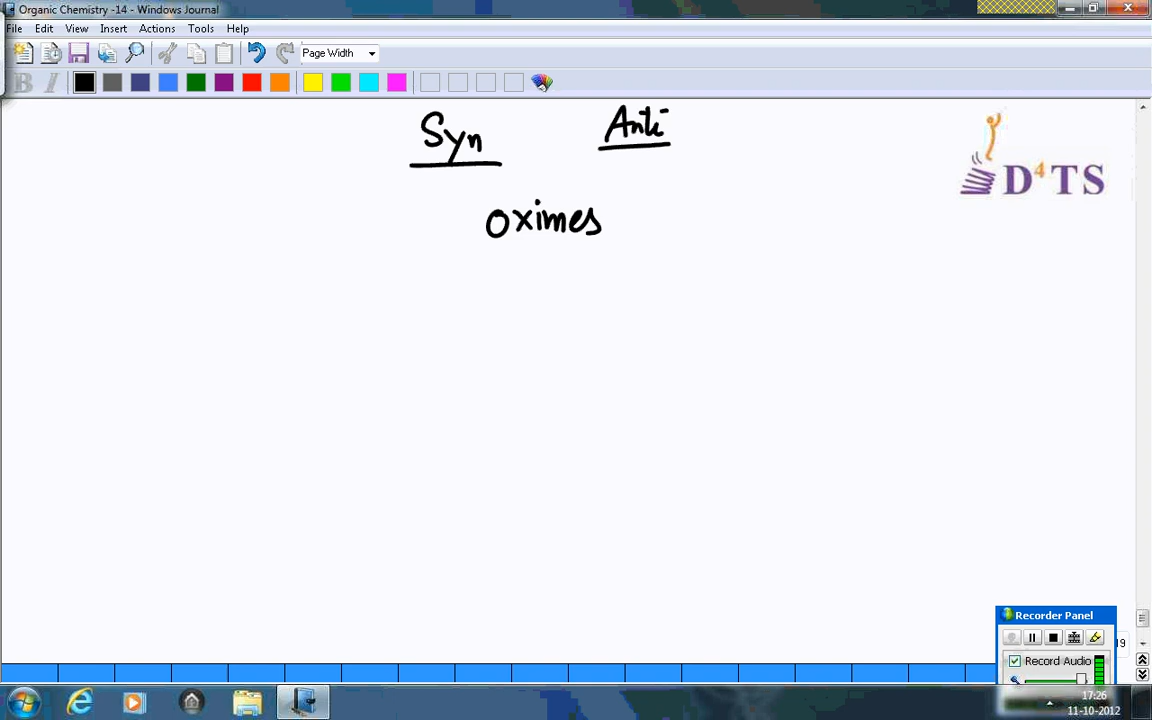 Organic Chemistry -14 - Windows Journal
File Edit View Insert Actions Tools Help
Page Width
B I
Syn Anti
D4TS
oximes
Recorder Panel
19
Record Audio
17:26
11-10-2012